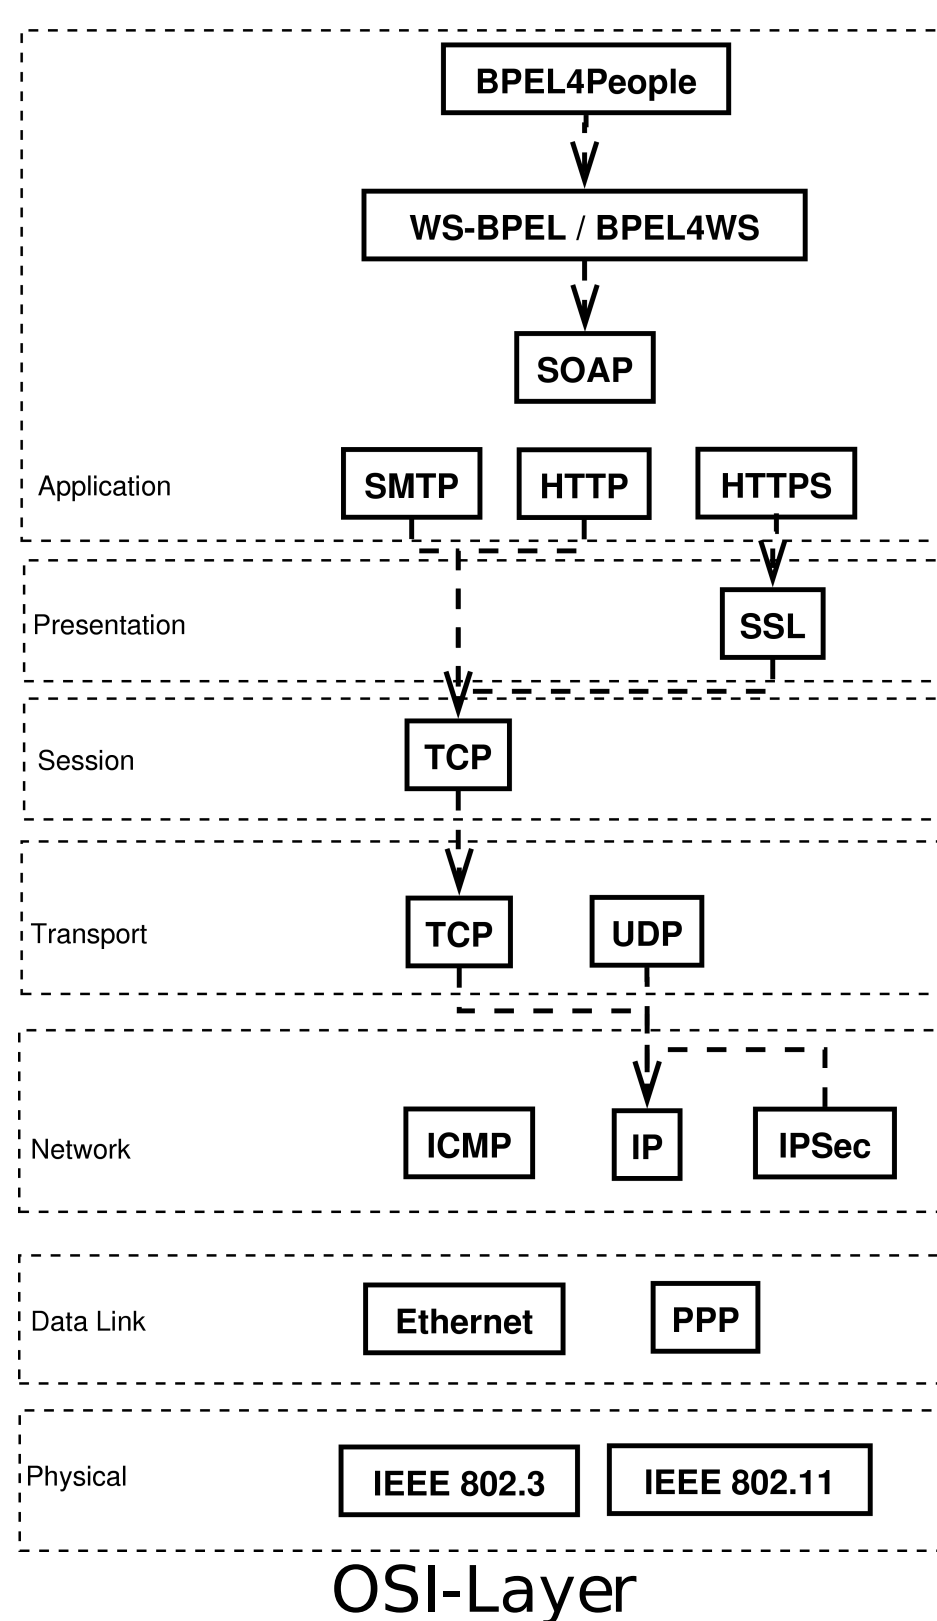 BPEL4People
WS-BPEL / BPEL4WS
SOAP
Application
SMTP
HTTP
HTTPS
Presentation
SSL
Session
TCP
Transport
TCP
UDP
Network
ICMP
IP
IPSec
Data Link
Ethernet
PPP
Physical
IEEE 802.3
IEEE 802.11
OSI-Layer